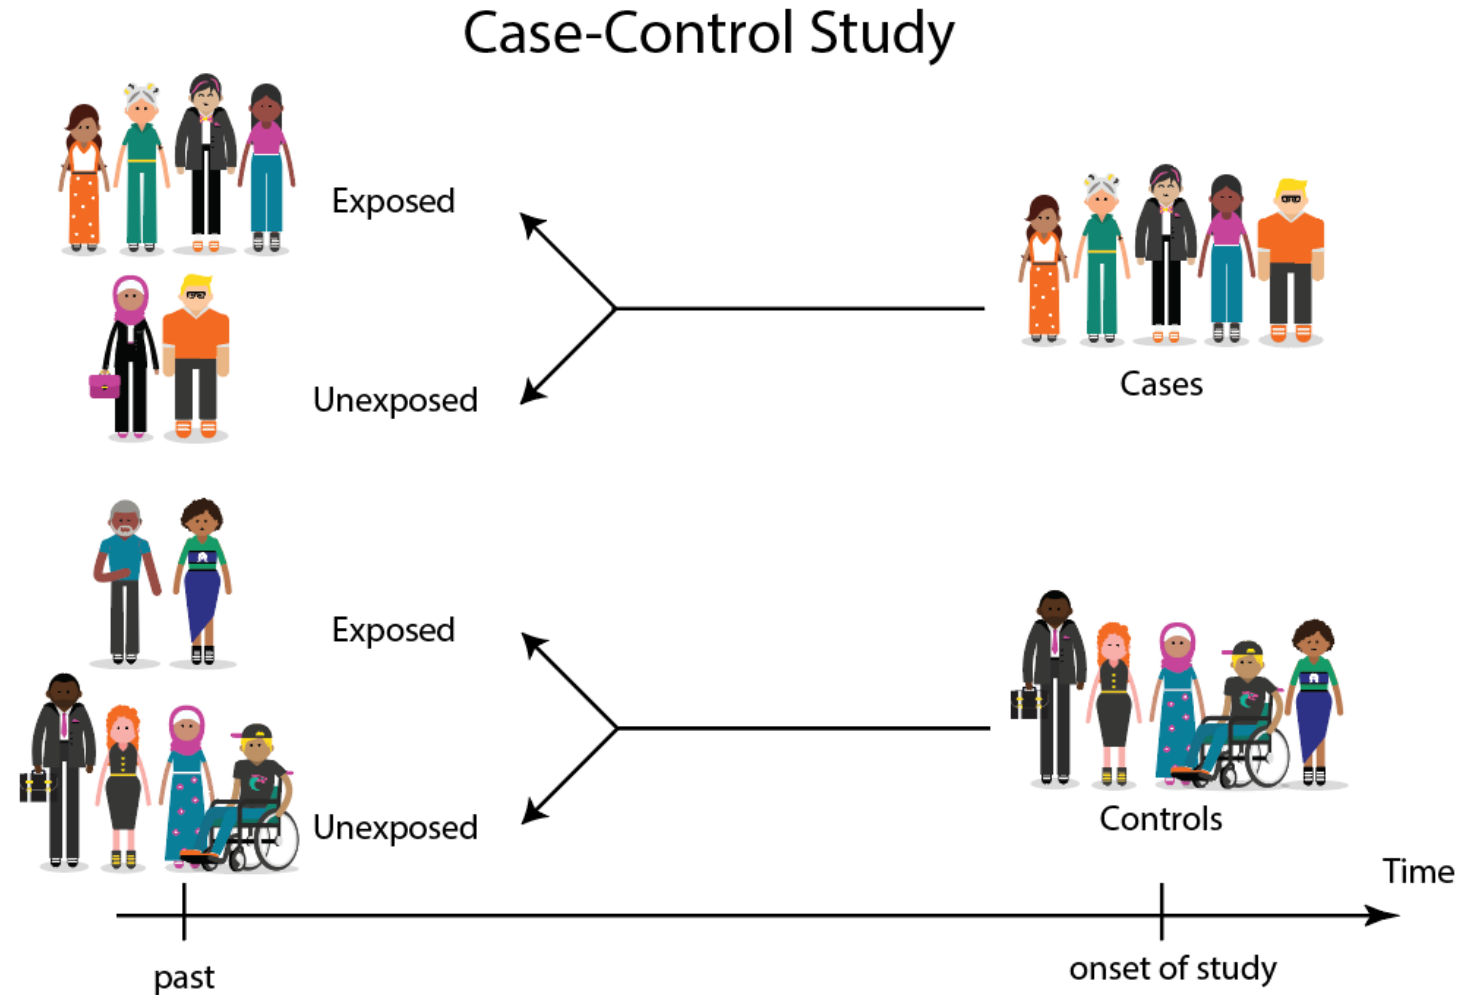 Case-Control Study
Exposed
Unexposed
Cases
Exposed
Unexposed
Controls
Time
past
onset of study